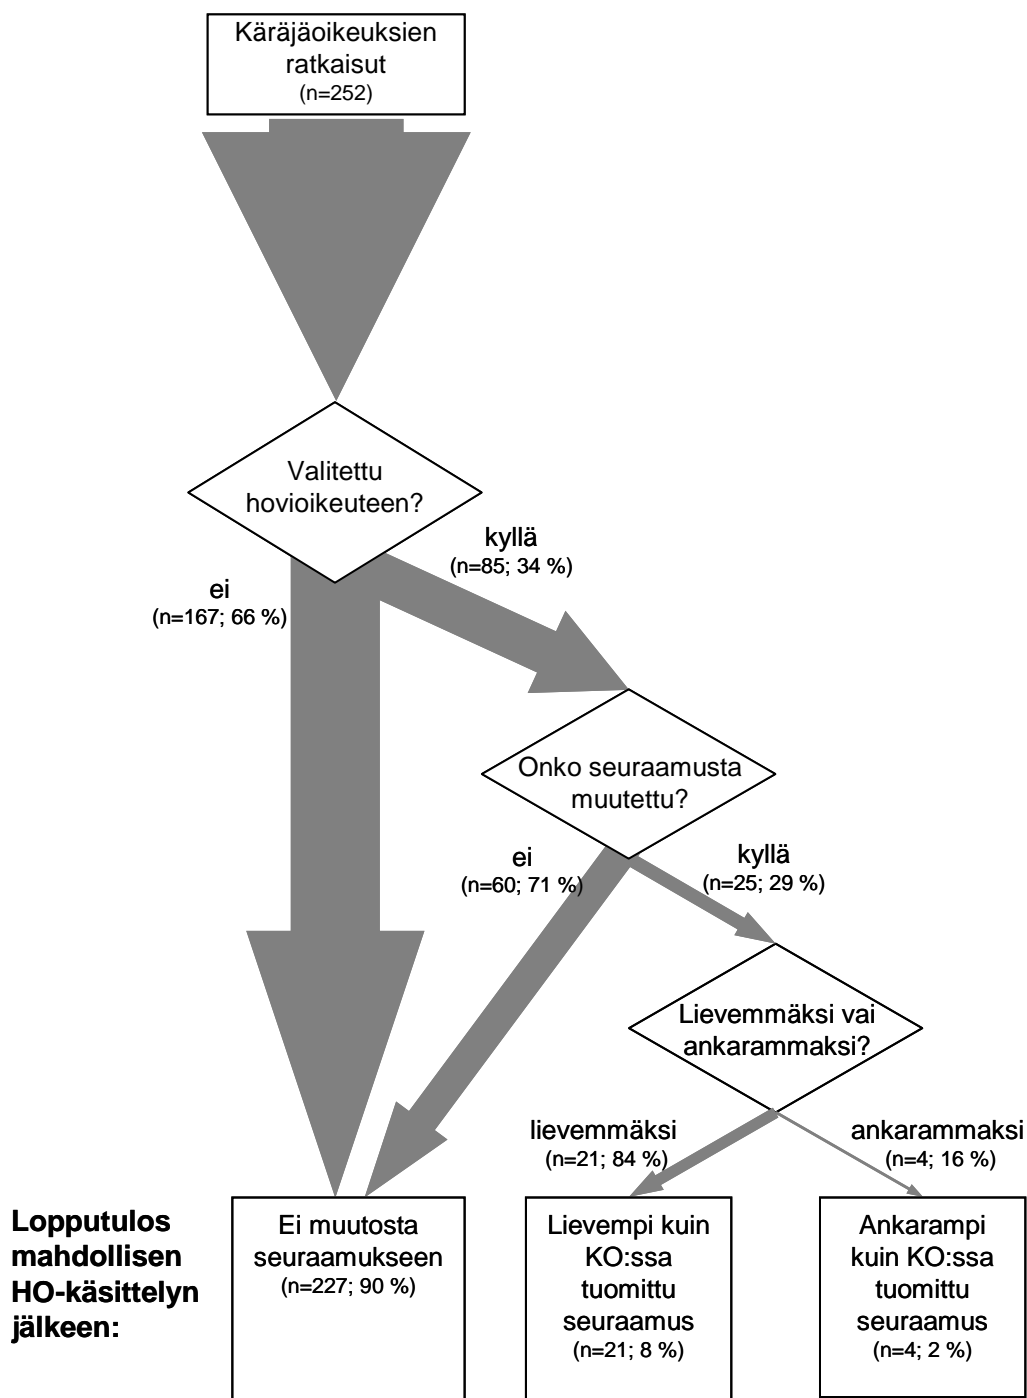 Käräjäoikeuksien
ratkaisut
(n=252)
Valitettu
hovioikeuteen?
kyllä
(n=85; 34 %)
ei
(n=167; 66 %)
Onko seuraamusta
muutettu?
ei
(n=60; 71 %)
kyllä
(n=25; 29 %)
Lievemmäksi vai
ankarammaksi?
lievemmäksi
(n=21; 84 %)
ankarammaksi
(n=4; 16 %)
Lopputulos
mahdollisen
HO-käsittelyn
jälkeen:
Ei muutosta
seuraamukseen
(n=227; 90 %)
Lievempi kuin
KO:ssa
tuomittu
seuraamus
(n=21; 8 %)
Ankarampi
kuin KO:ssa
tuomittu
seuraamus
(n=4; 2 %)